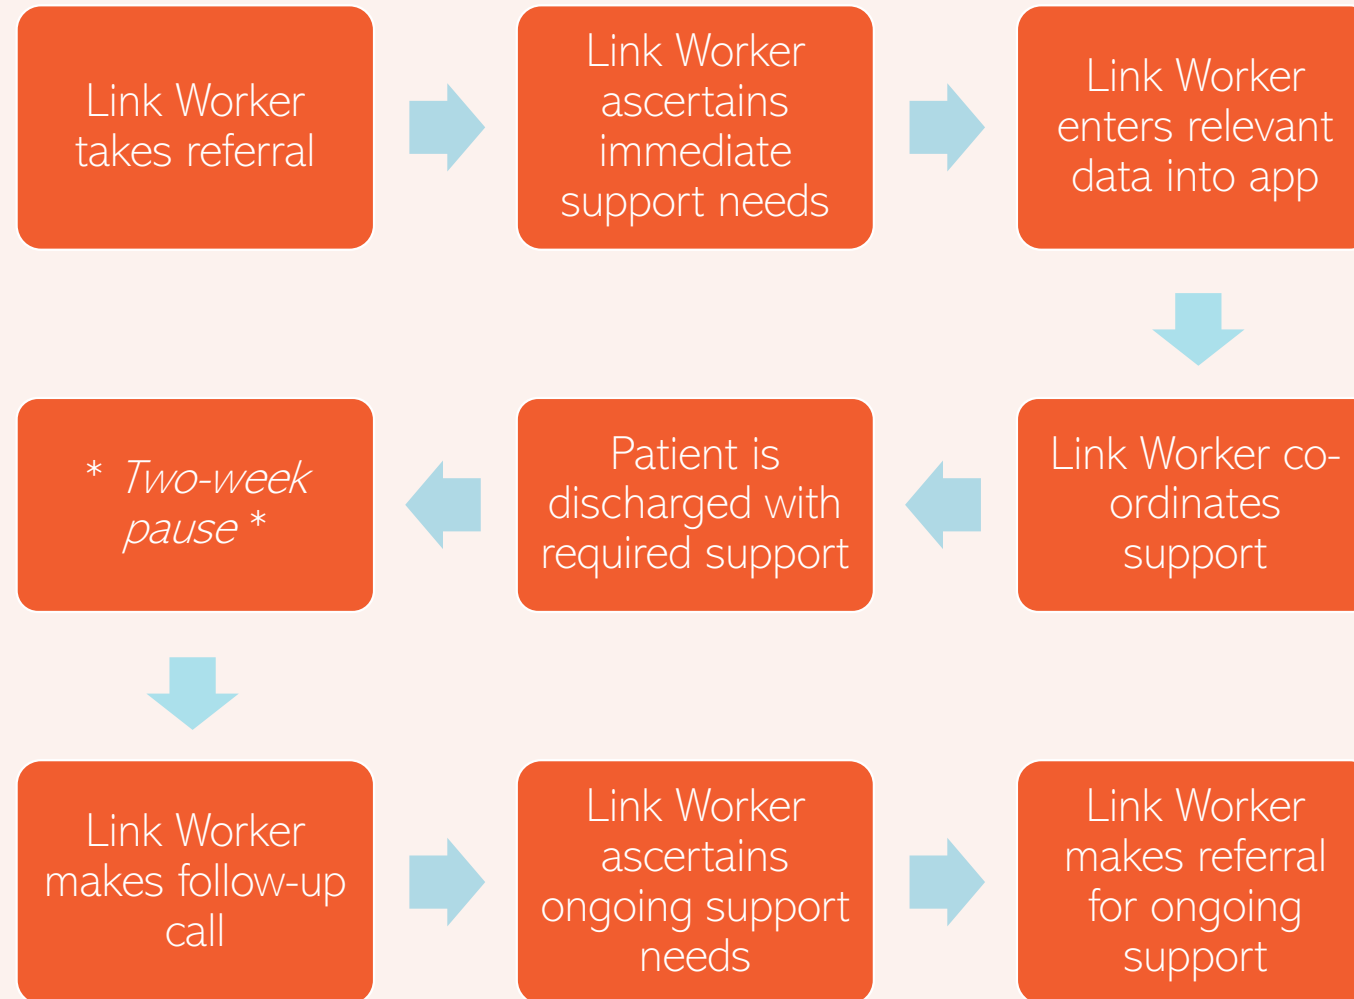 Link Worker
takes referral
Link Worker
ascertains
immediate
support needs
Link Worker
enters relevant
data into app
Link Worker co-
ordinates
support
Patient is
discharged with
required support
* Two-week
pause *
Link Worker
makes follow-up
call
Link Worker
ascertains
ongoing support
needs
Link Worker
makes referral
for ongoing
support